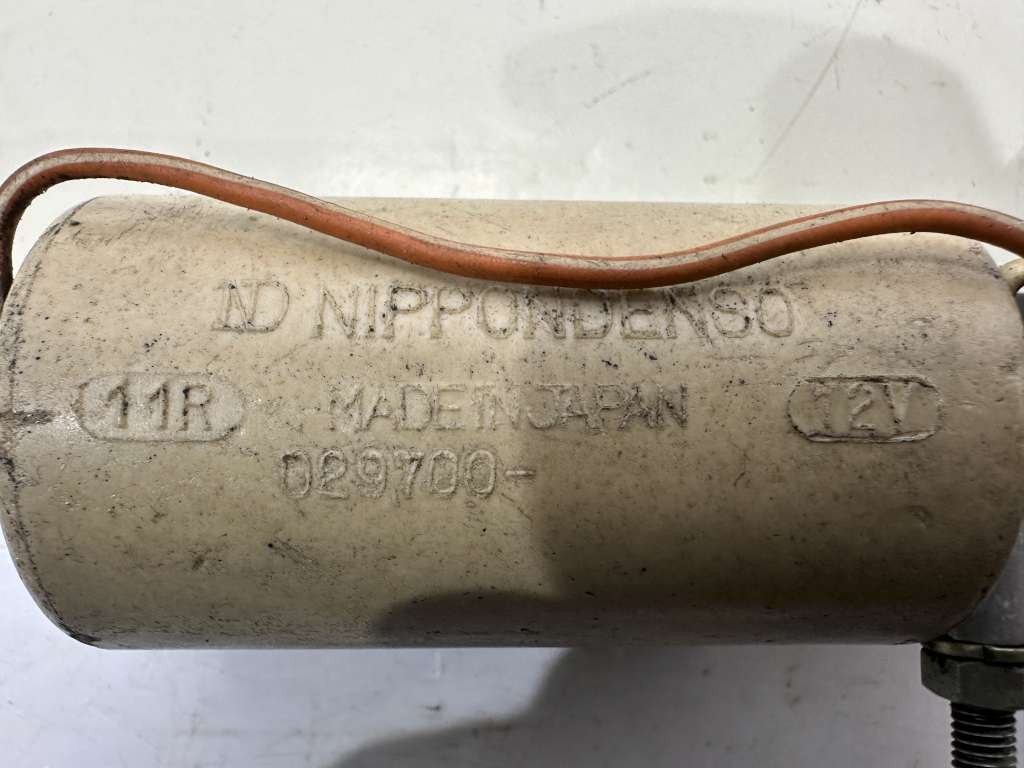 ND NIPPONDENSO
11R MADE IN JAPAN 12V
029700-